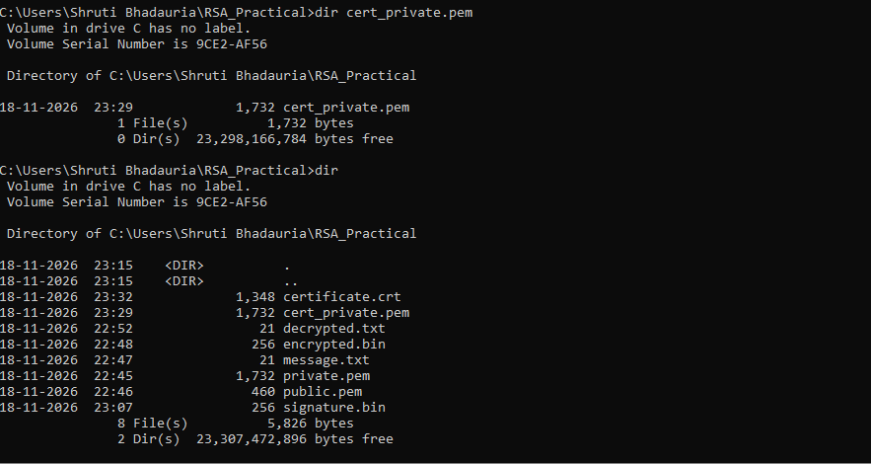 C:\Users\Shruti Bhadauria\RSA_Practical>dir cert_private.pem
 Volume in drive C has no label.
 Volume Serial Number is 9CE2-AF56

 Directory of C:\Users\Shruti Bhadauria\RSA_Practical

18-11-2026  23:29             1,732 cert_private.pem
               1 File(s)          1,732 bytes
               0 Dir(s)  23,298,166,784 bytes free

C:\Users\Shruti Bhadauria\RSA_Practical>dir
 Volume in drive C has no label.
 Volume Serial Number is 9CE2-AF56

 Directory of C:\Users\Shruti Bhadauria\RSA_Practical

18-11-2026  23:15    <DIR>          .
18-11-2026  23:15    <DIR>          ..
18-11-2026  23:32             1,348 certificate.crt
18-11-2026  23:29             1,732 cert_private.pem
18-11-2026  22:52                21 decrypted.txt
18-11-2026  22:48               256 encrypted.bin
18-11-2026  22:47                21 message.txt
18-11-2026  22:45             1,732 private.pem
18-11-2026  22:46               460 public.pem
18-11-2026  23:07               256 signature.bin
               8 File(s)          5,826 bytes
               2 Dir(s)  23,307,472,896 bytes free